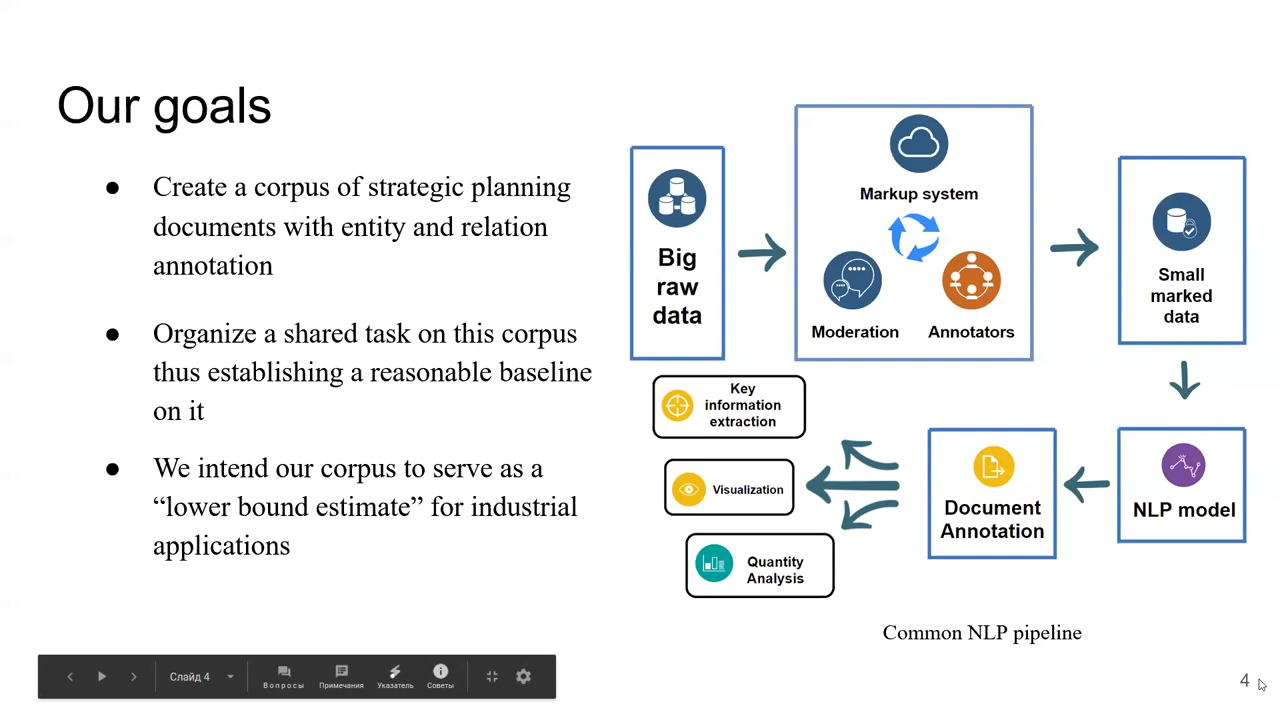 Our goals
● Create a corpus of strategic planning
documents with entity and relation
annotation
● Organize a shared task on this corpus
thus establishing a reasonable baseline
on it
● We intend our corpus to serve as a
“lower bound estimate” for industrial
applications
Big
raw
data
Markup system
Moderation
Annotators
Small
marked
data
NLP model
Document
Annotation
Key
information
extraction
Visualization
Quantity
Analysis
Common NLP pipeline
Слайд 4
Вопросы
Примечания
Указатель
Советы
4